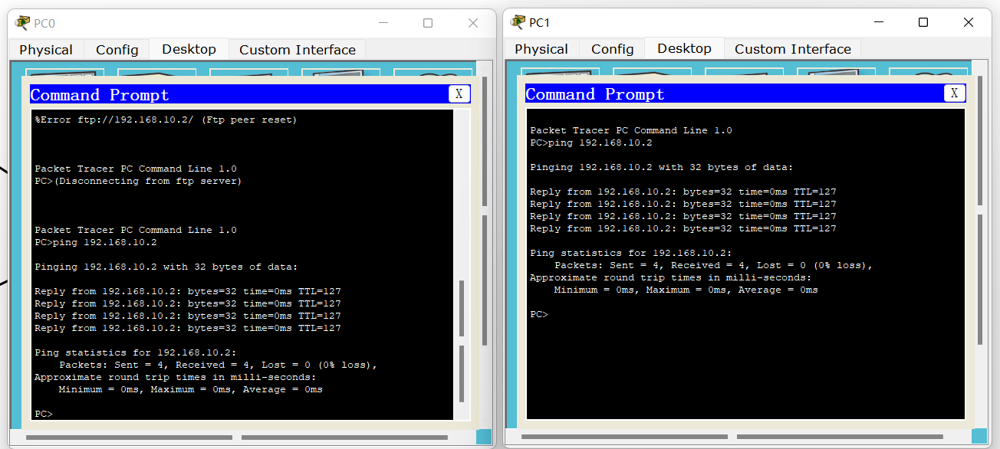 PC0
Physical Config Desktop Custom Interface
Command Prompt X
%Error ftp://192.168.10.2/ (Ftp peer reset)
Packet Tracer PC Command Line 1.0
PC>(Disconnecting from ftp server)
Packet Tracer PC Command Line 1.0
PC>ping 192.168.10.2
Pinging 192.168.10.2 with 32 bytes of data:
Reply from 192.168.10.2: bytes=32 time=0ms TTL=127
Reply from 192.168.10.2: bytes=32 time=0ms TTL=127
Reply from 192.168.10.2: bytes=32 time=0ms TTL=127
Reply from 192.168.10.2: bytes=32 time=0ms TTL=127
Ping statistics for 192.168.10.2:
Packets: Sent = 4, Received = 4, Lost = 0 (0% loss),
Approximate round trip times in milli-seconds:
Minimum = 0ms, Maximum = 0ms, Average = 0ms
PC>
PC1
Physical Config Desktop Custom Interface
Command Prompt X
Packet Tracer PC Command Line 1.0
PC>ping 192.168.10.2
Pinging 192.168.10.2 with 32 bytes of data:
Reply from 192.168.10.2: bytes=32 time=0ms TTL=127
Reply from 192.168.10.2: bytes=32 time=0ms TTL=127
Reply from 192.168.10.2: bytes=32 time=0ms TTL=127
Reply from 192.168.10.2: bytes=32 time=0ms TTL=127
Ping statistics for 192.168.10.2:
Packets: Sent = 4, Received = 4, Lost = 0 (0% loss),
Approximate round trip times in milli-seconds:
Minimum = 0ms, Maximum = 0ms, Average = 0ms
PC>